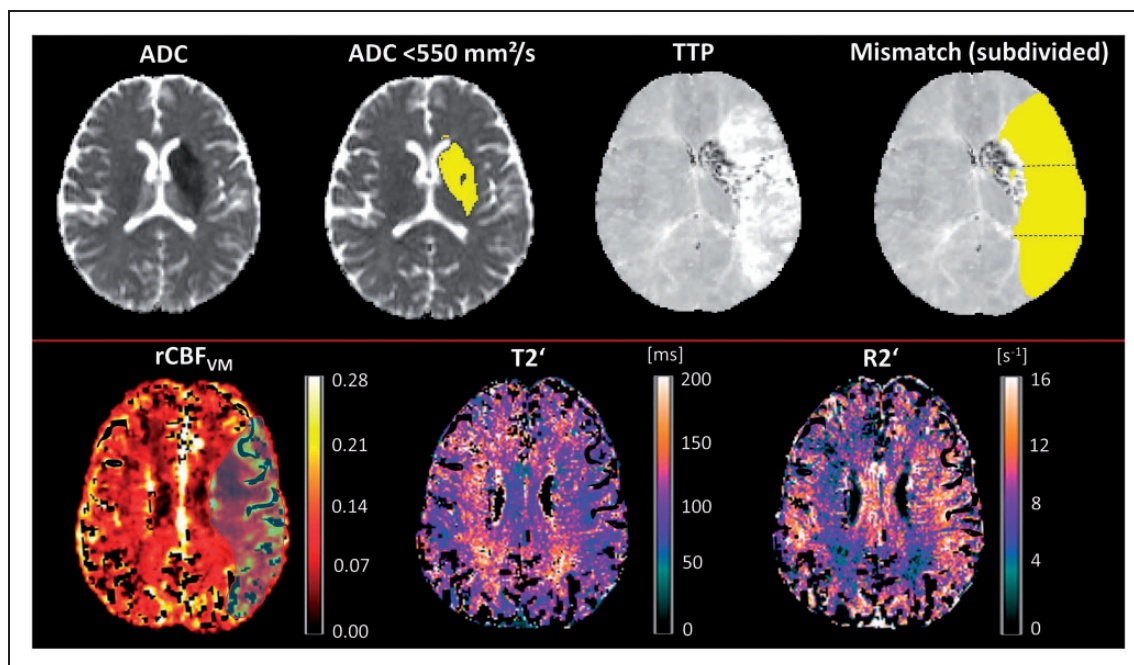 ADC
ADC <550 mm²/s
TTP
Mismatch (subdivided)
rCBFVM
0.28
0.21
0.14
0.07
0.00
T2‘
[ms]
200
150
100
50
0
R2‘
[s-1]
16
12
8
4
0